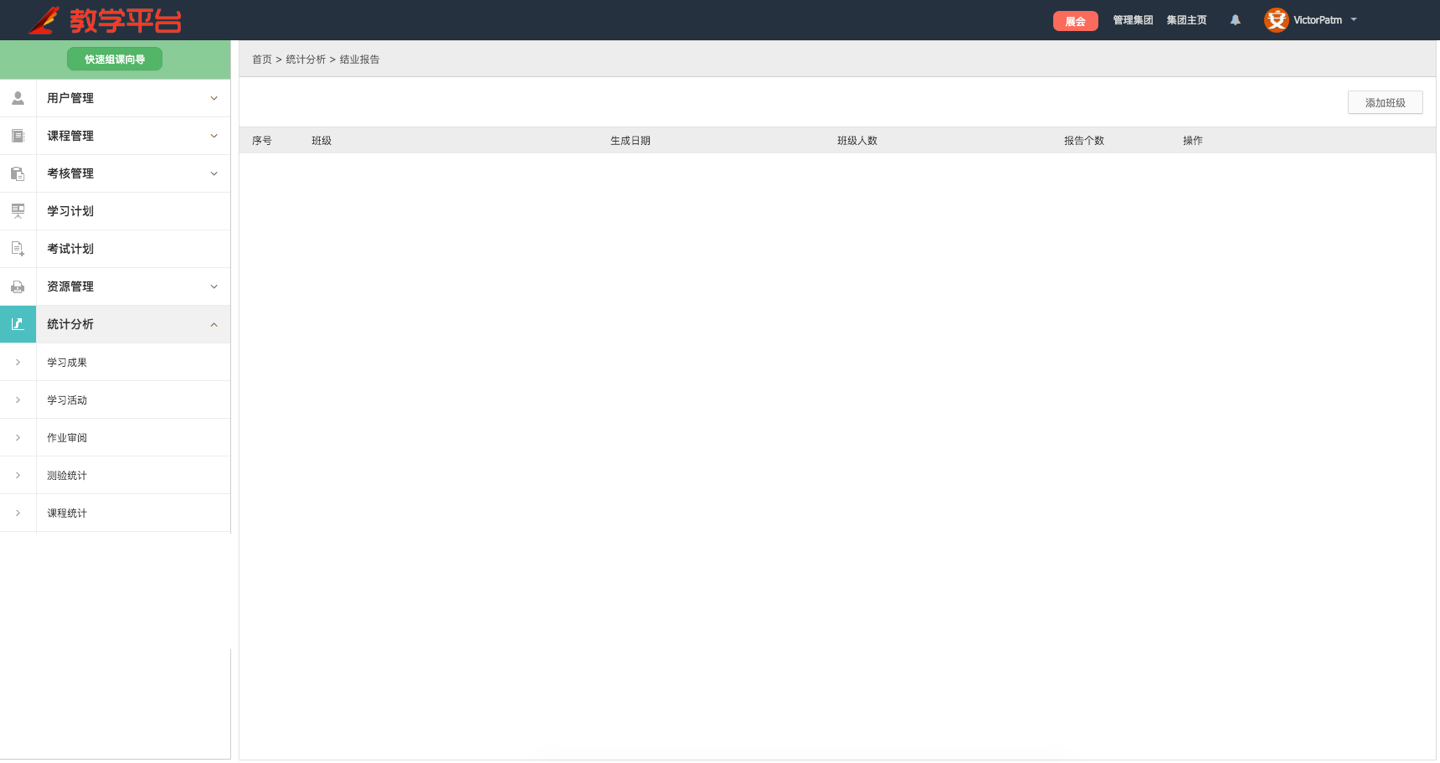 教学平台
展会 管理集团 集团主页 VictorPatm
快速组课向导
首页 > 统计分析 > 结业报告
用户管理
课程管理
考核管理
学习计划
考试计划
资源管理
统计分析
学习成果
学习活动
作业审阅
测验统计
课程统计
添加班级
序号 班级 生成日期 班级人数 报告个数 操作